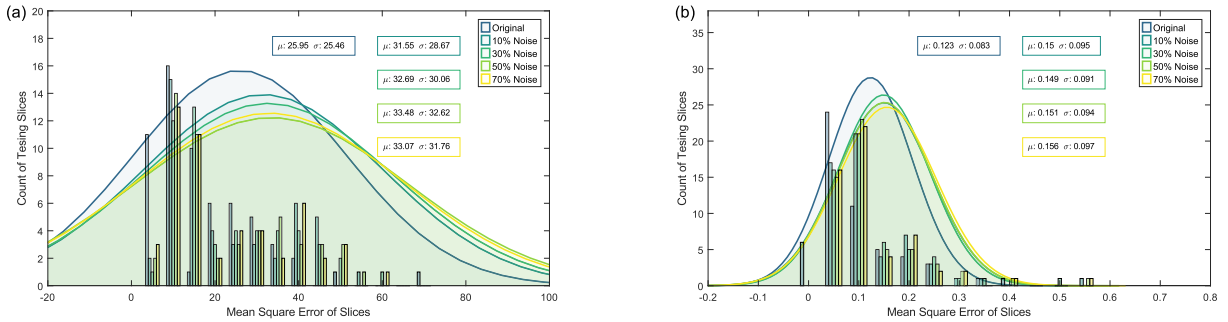 (a)
20
18
16
14
12
10
8
6
4
2
0
Count of Tesing Slices
-20
0
20
40
60
80
100
Mean Square Error of Slices
μ: 25.95 σ: 25.46
μ: 31.55 σ: 28.67
μ: 32.69 σ: 30.06
μ: 33.48 σ: 32.62
μ: 33.07 σ: 31.76
Original
10% Noise
30% Noise
50% Noise
70% Noise
(b)
35
30
25
20
15
10
5
0
Count of Tesing Slices
-0.2
-0.1
0
0.1
0.2
0.3
0.4
0.5
0.6
0.7
0.8
Mean Square Error of Slices
μ: 0.123 σ: 0.083
μ: 0.15 σ: 0.095
μ: 0.149 σ: 0.091
μ: 0.151 σ: 0.094
μ: 0.156 σ: 0.097
Original
10% Noise
30% Noise
50% Noise
70% Noise